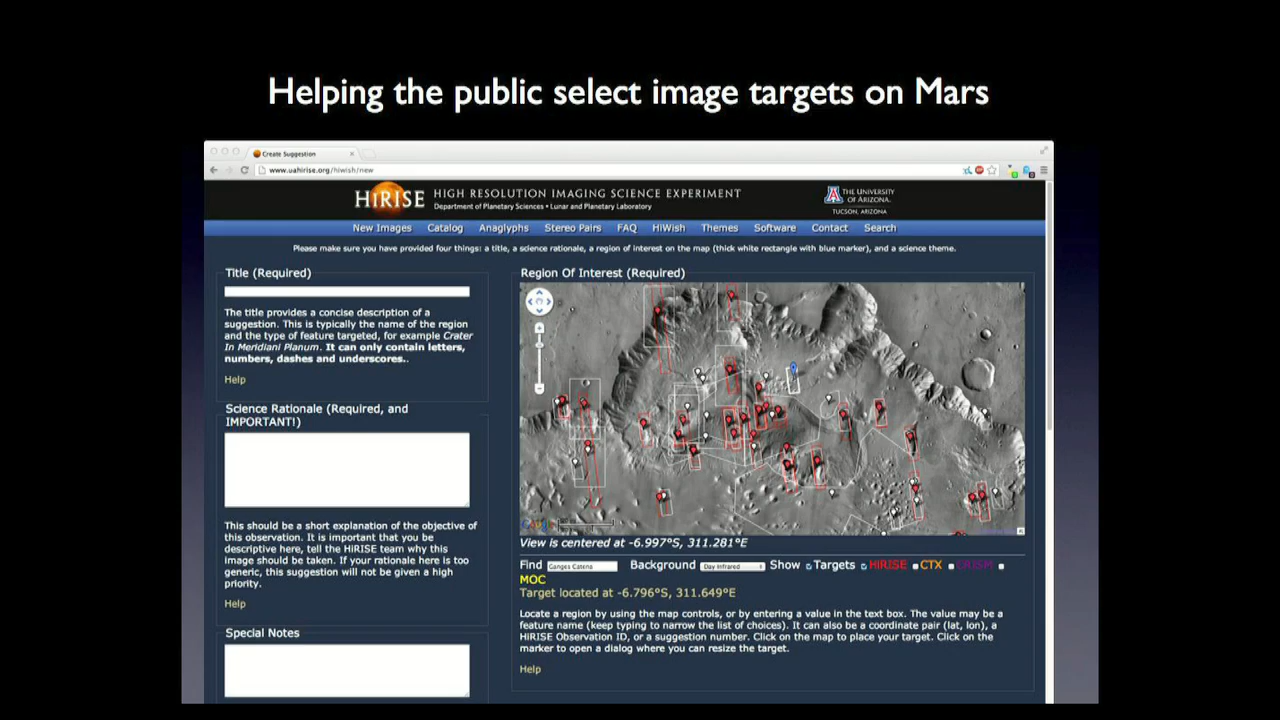 Helping the public select image targets on Mars
Create Suggestion
www.uahirise.org/hiwish/new
HiRISE
HIGH RESOLUTION IMAGING SCIENCE EXPERIMENT
Department of Planetary Sciences • Lunar and Planetary Laboratory
THE UNIVERSITY
OF ARIZONA.
TUCSON, ARIZONA
New Images Catalog Anaglyphs Stereo Pairs FAQ HiWish Themes Software Contact Search
Please make sure you have provided four things: a title, a science rationale, a region of interest on the map (thick white rectangle with blue marker), and a science theme.
Title (Required)
The title provides a concise description of a
suggestion. This is typically the name of the region
and the type of feature targeted, for example Crater
In Meridiani Planum. It can only contain letters,
numbers, dashes and underscores..
Help
Science Rationale (Required, and
IMPORTANT!)
This should be a short explanation of the objective of
this observation. It is important that you be
descriptive here, tell the HiRISE team why this
image should be taken. If your rationale here is too
generic, this suggestion will not be given a high
priority.
Help
Special Notes
Region Of Interest (Required)
View is centered at -6.997°S, 311.281°E
Find Ganges Catena Background Day Infrared Show Targets HiRISE CTX CRISM
MOC
Target located at -6.796°S, 311.649°E
Locate a region by using the map controls, or by entering a value in the text box. The value may be a
feature name (keep typing to narrow the list of choices). It can also be a coordinate pair (lat, lon), a
HiRISE Observation ID, or a suggestion number. Click on the map to place your target. Click on the
marker to open a dialog where you can resize the target.
Help